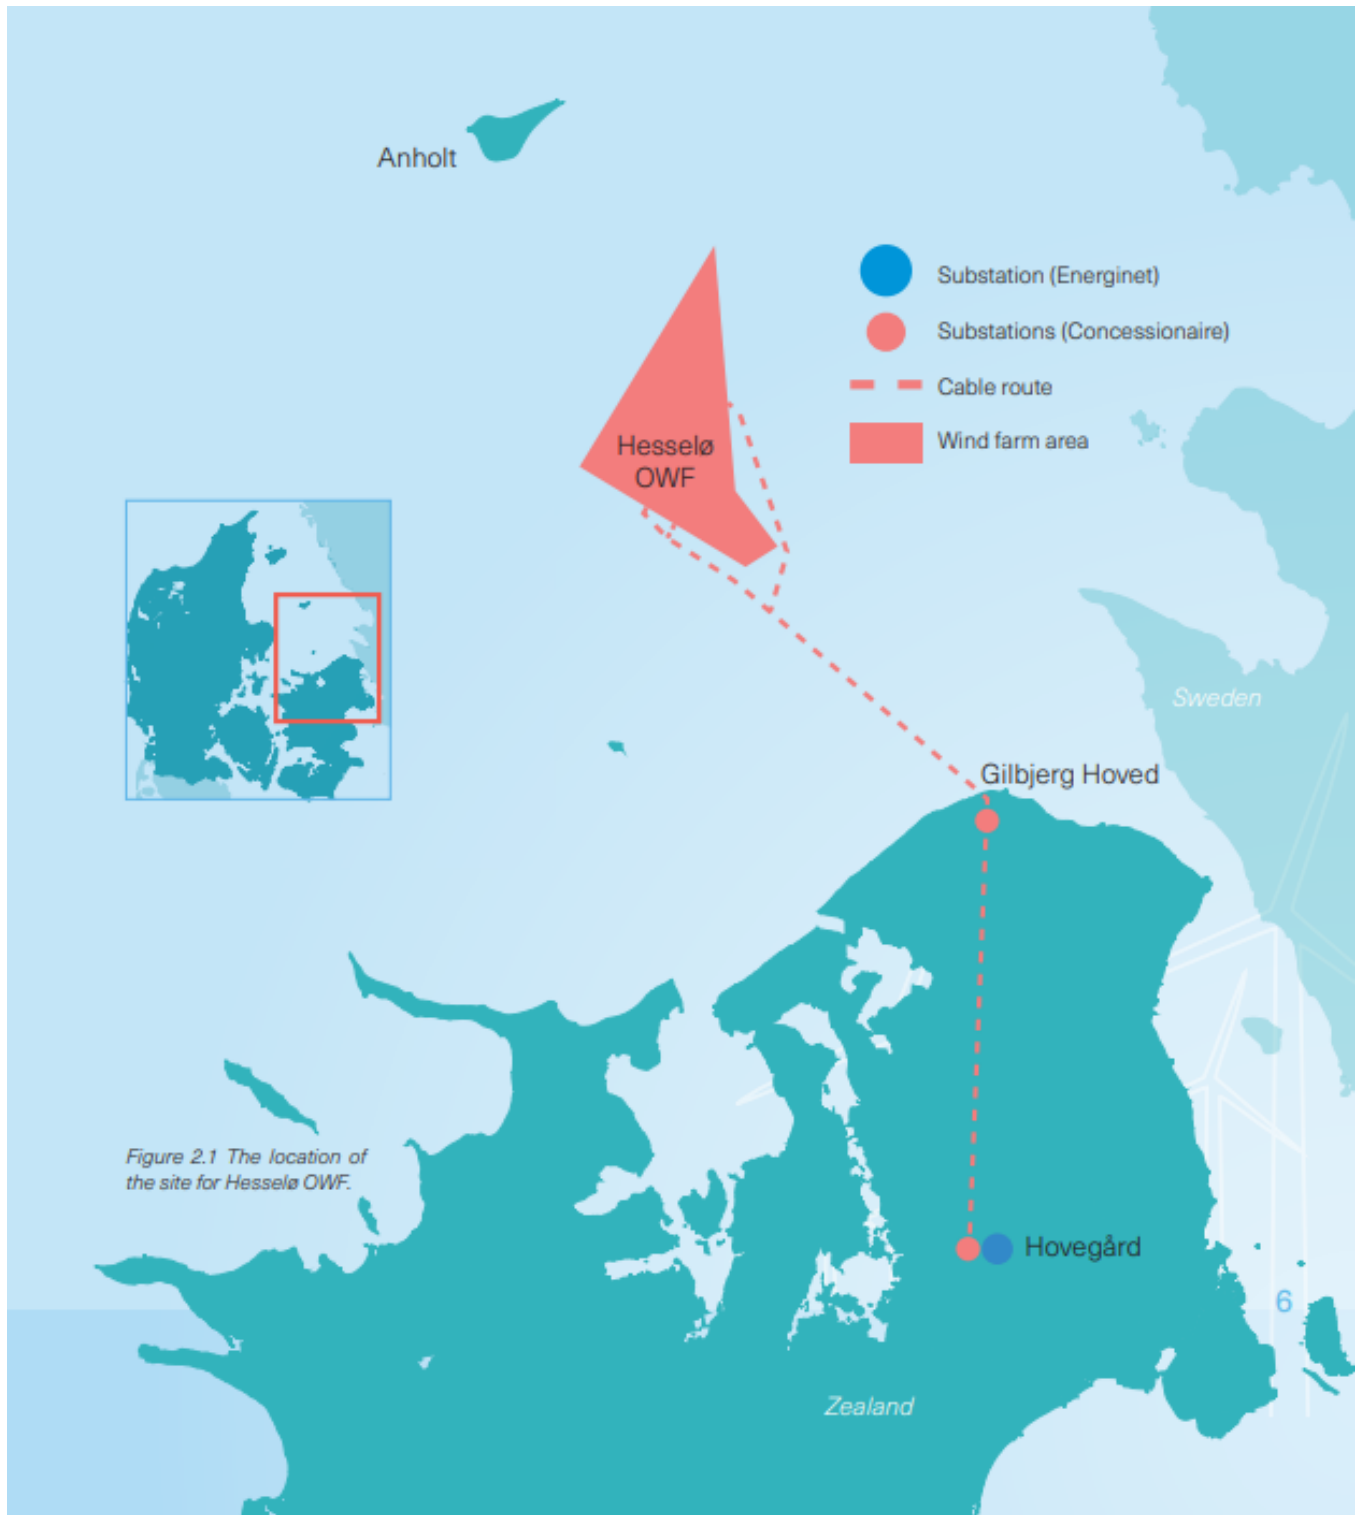 Anholt
Substation (Energinet)
Substations (Concessionaire)
Cable route
Wind farm area
Hesselø
OWF
Sweden
Gilbjerg Hoved
Figure 2.1 The location of
the site for Hesselø OWF.
Hovegård
6
Zealand